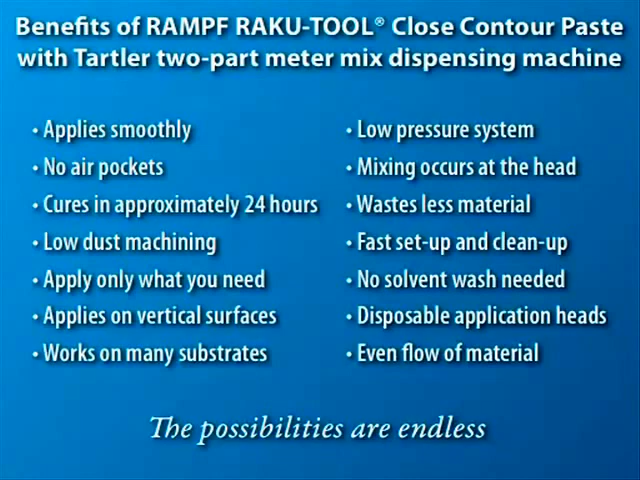 Benefits of RAMPF RAKU-TOOL® Close Contour Paste
with Tartler two-part meter mix dispensing machine
• Applies smoothly
• No air pockets
• Cures in approximately 24 hours
• Low dust machining
• Apply only what you need
• Applies on vertical surfaces
• Works on many substrates
• Low pressure system
• Mixing occurs at the head
• Wastes less material
• Fast set-up and clean-up
• No solvent wash needed
• Disposable application heads
• Even flow of material
The possibilities are endless